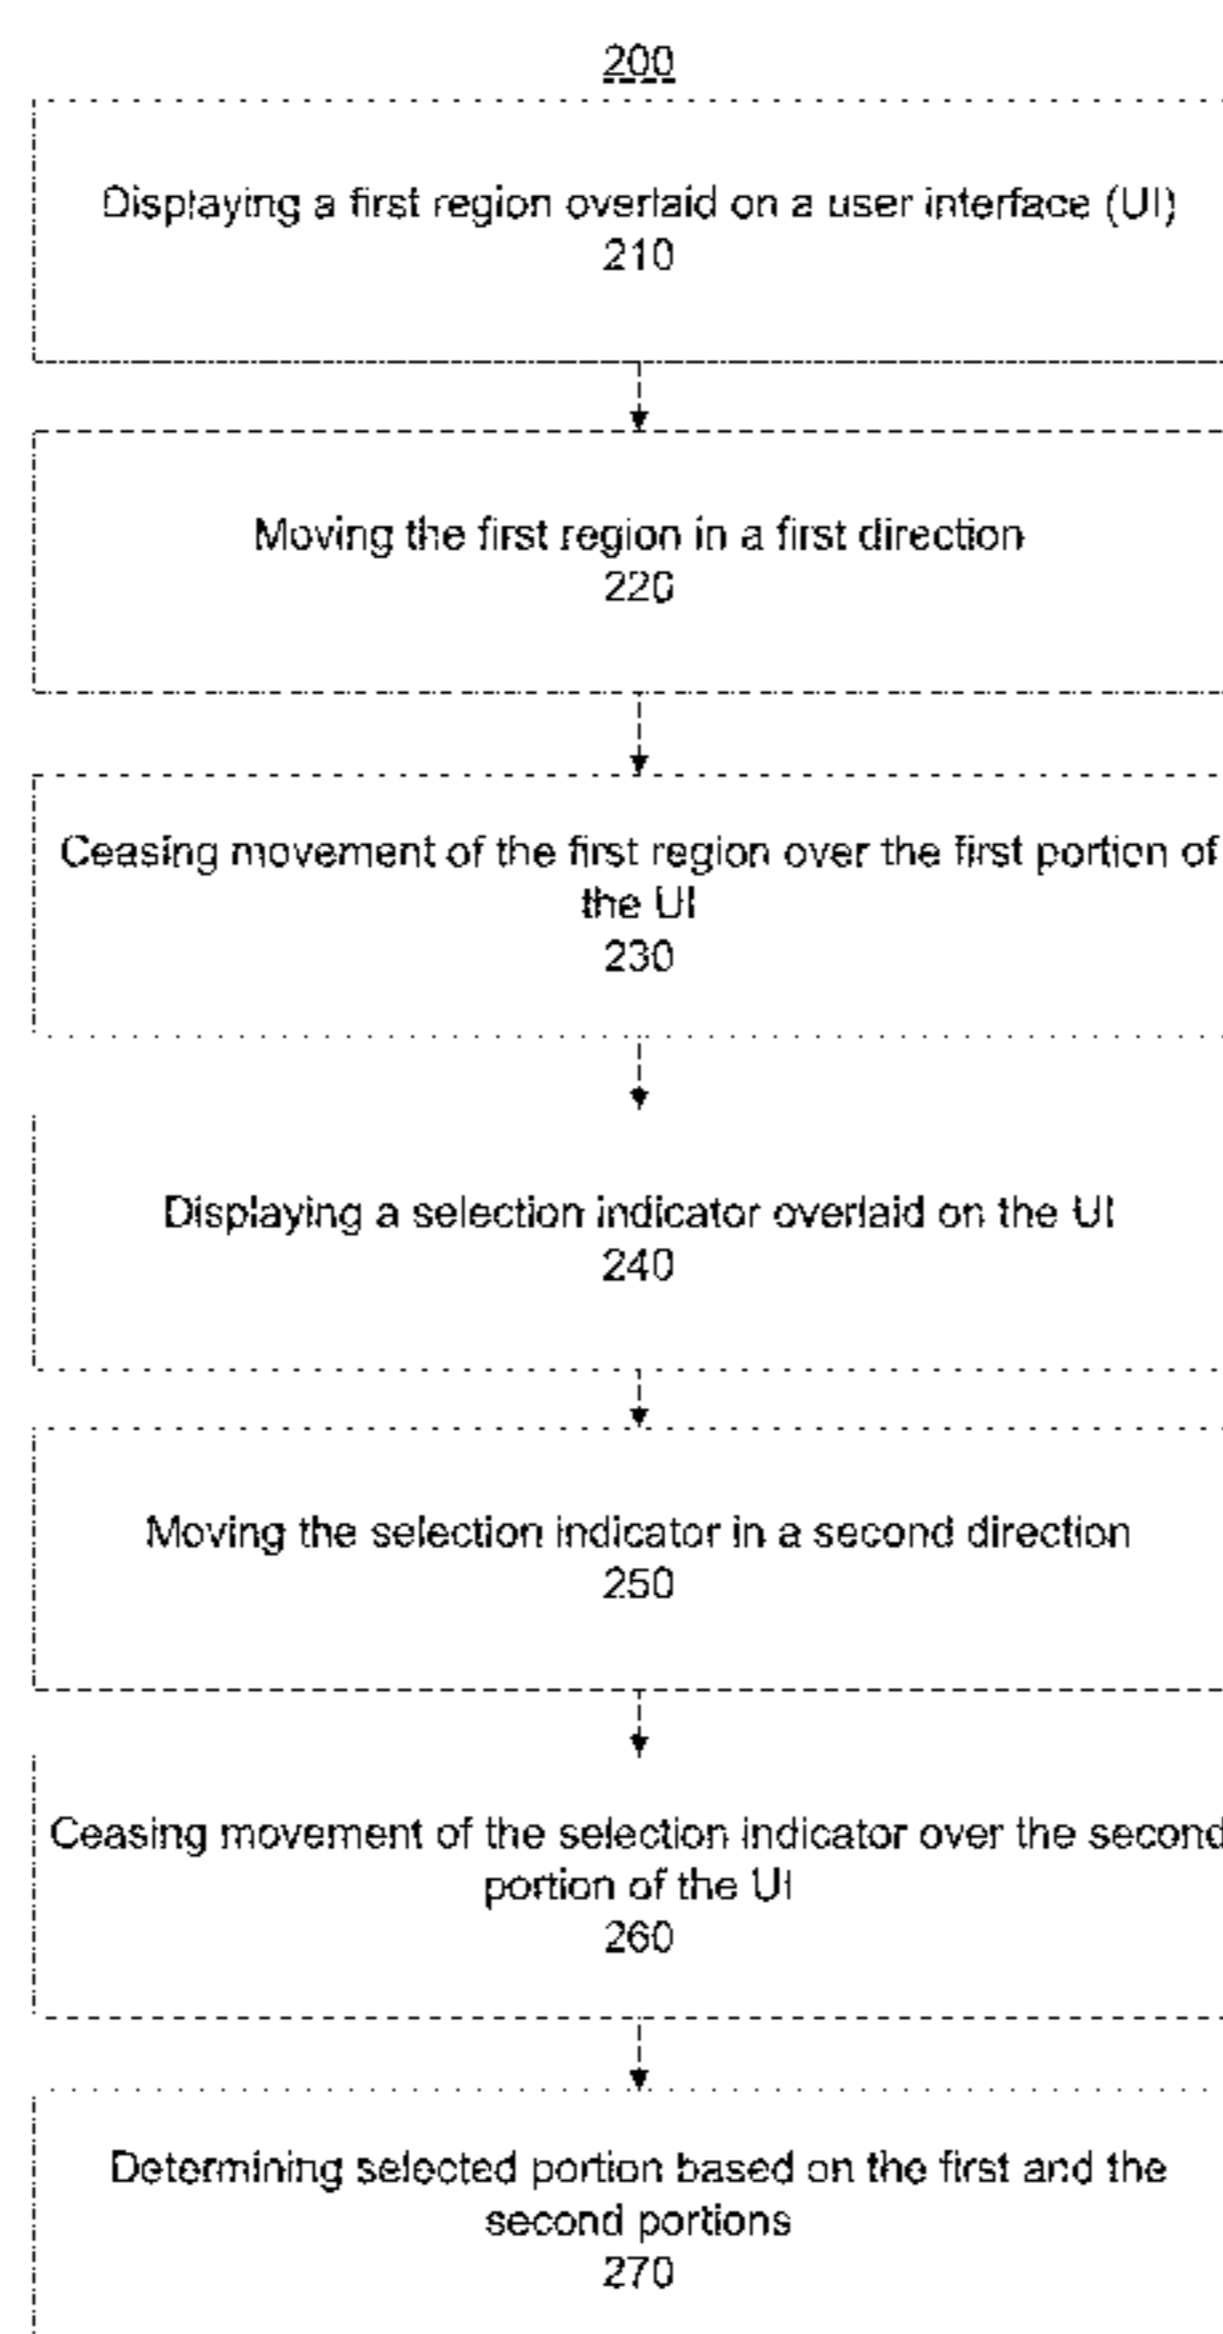 200
Displaying a first region overlaid on a user interface (UI)
210
Moving the first region in a first direction
220
Ceasing movement of the first region over the first portion of
the UI
230
Displaying a selection indicator overlaid on the UI
240
Moving the selection indicator in a second direction
250
Ceasing movement of the selection indicator over the second
portion of the UI
260
Determining selected portion based on the first and the
second portions
270